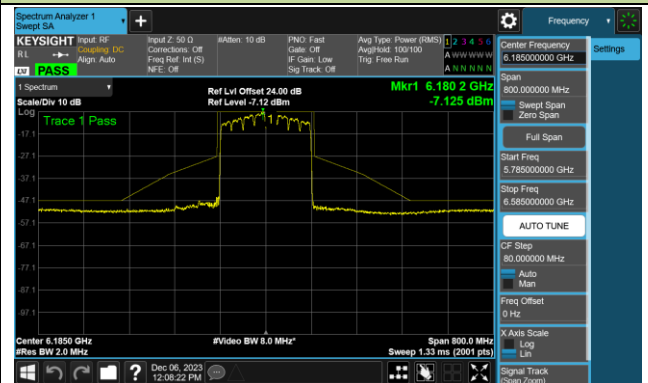 Spectrum Analyzer 1
Swept SA
Frequency
KEYSIGHT
Input: RF
Coupling: DC
Align: Auto
Input Z: 50 Ω
Corrections: Off
Freq Ref: Int (S)
NFE: Off
#Atten: 10 dB
PNO: Fast
Gate: Off
IF Gain: Low
Sig Track: Off
Avg Type: Power (RMS)
Avg|Hold: 100/100
Trig: Free Run
1 2 3 4 5 6
A W W W W W
A N N N N N
R L
LXI
PASS
1 Spectrum
Scale/Div 10 dB
Ref Lvl Offset 24.00 dB
Ref Level -7.12 dBm
Mkr1 6.180 2 GHz
-7.125 dBm
Log
Trace 1 Pass
1
-17.1
-27.1
-37.1
-47.1
-57.1
-67.1
-77.1
-87.1
-97.1
Center 6.1850 GHz
#Res BW 2.0 MHz
#Video BW 8.0 MHz*
Span 800.0 MHz
Sweep 1.33 ms (2001 pts)
Dec 06, 2023
12:08:22 PM
Center Frequency
6.185000000 GHz
Settings
Span
800.000000 MHz
Swept Span
Zero Span
Full Span
Start Freq
5.785000000 GHz
Stop Freq
6.585000000 GHz
AUTO TUNE
CF Step
80.000000 MHz
Auto
Man
Freq Offset
0 Hz
X Axis Scale
Log
Lin
Signal Track
(Span Zoom)